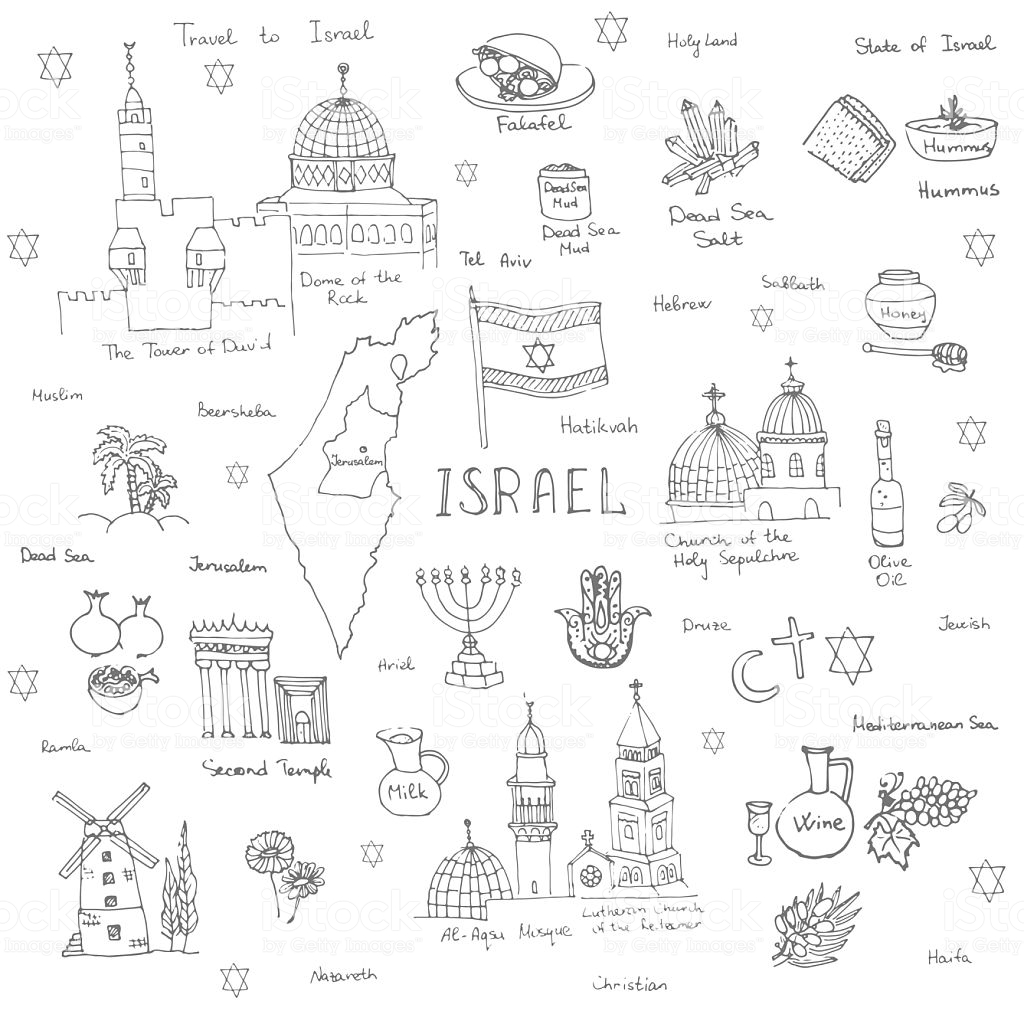 Travel to Israel
Holy Land
State of Israel
Falafel
Hummus
Hummus
Dead Sea
Mud
Dead Sea
Mud
Dead Sea
Salt
Tel Aviv
Dome of the
Rock
Sabbath
Hebrew
Honey
The Tower of David
Muslim
Beersheba
Hatikvah
Jerusalem
ISRAEL
Church of the
Holy Sepulchre
Olive
Oil
Dead Sea
Jerusalem
Druze
Jewish
Ariel
Mediterranean Sea
Ramla
Second Temple
Milk
Wine
Al-Aqsa Mosque
Lutheran Church
of the Redeemer
Nazareth
Christian
Haifa
iStock
by Getty Images™